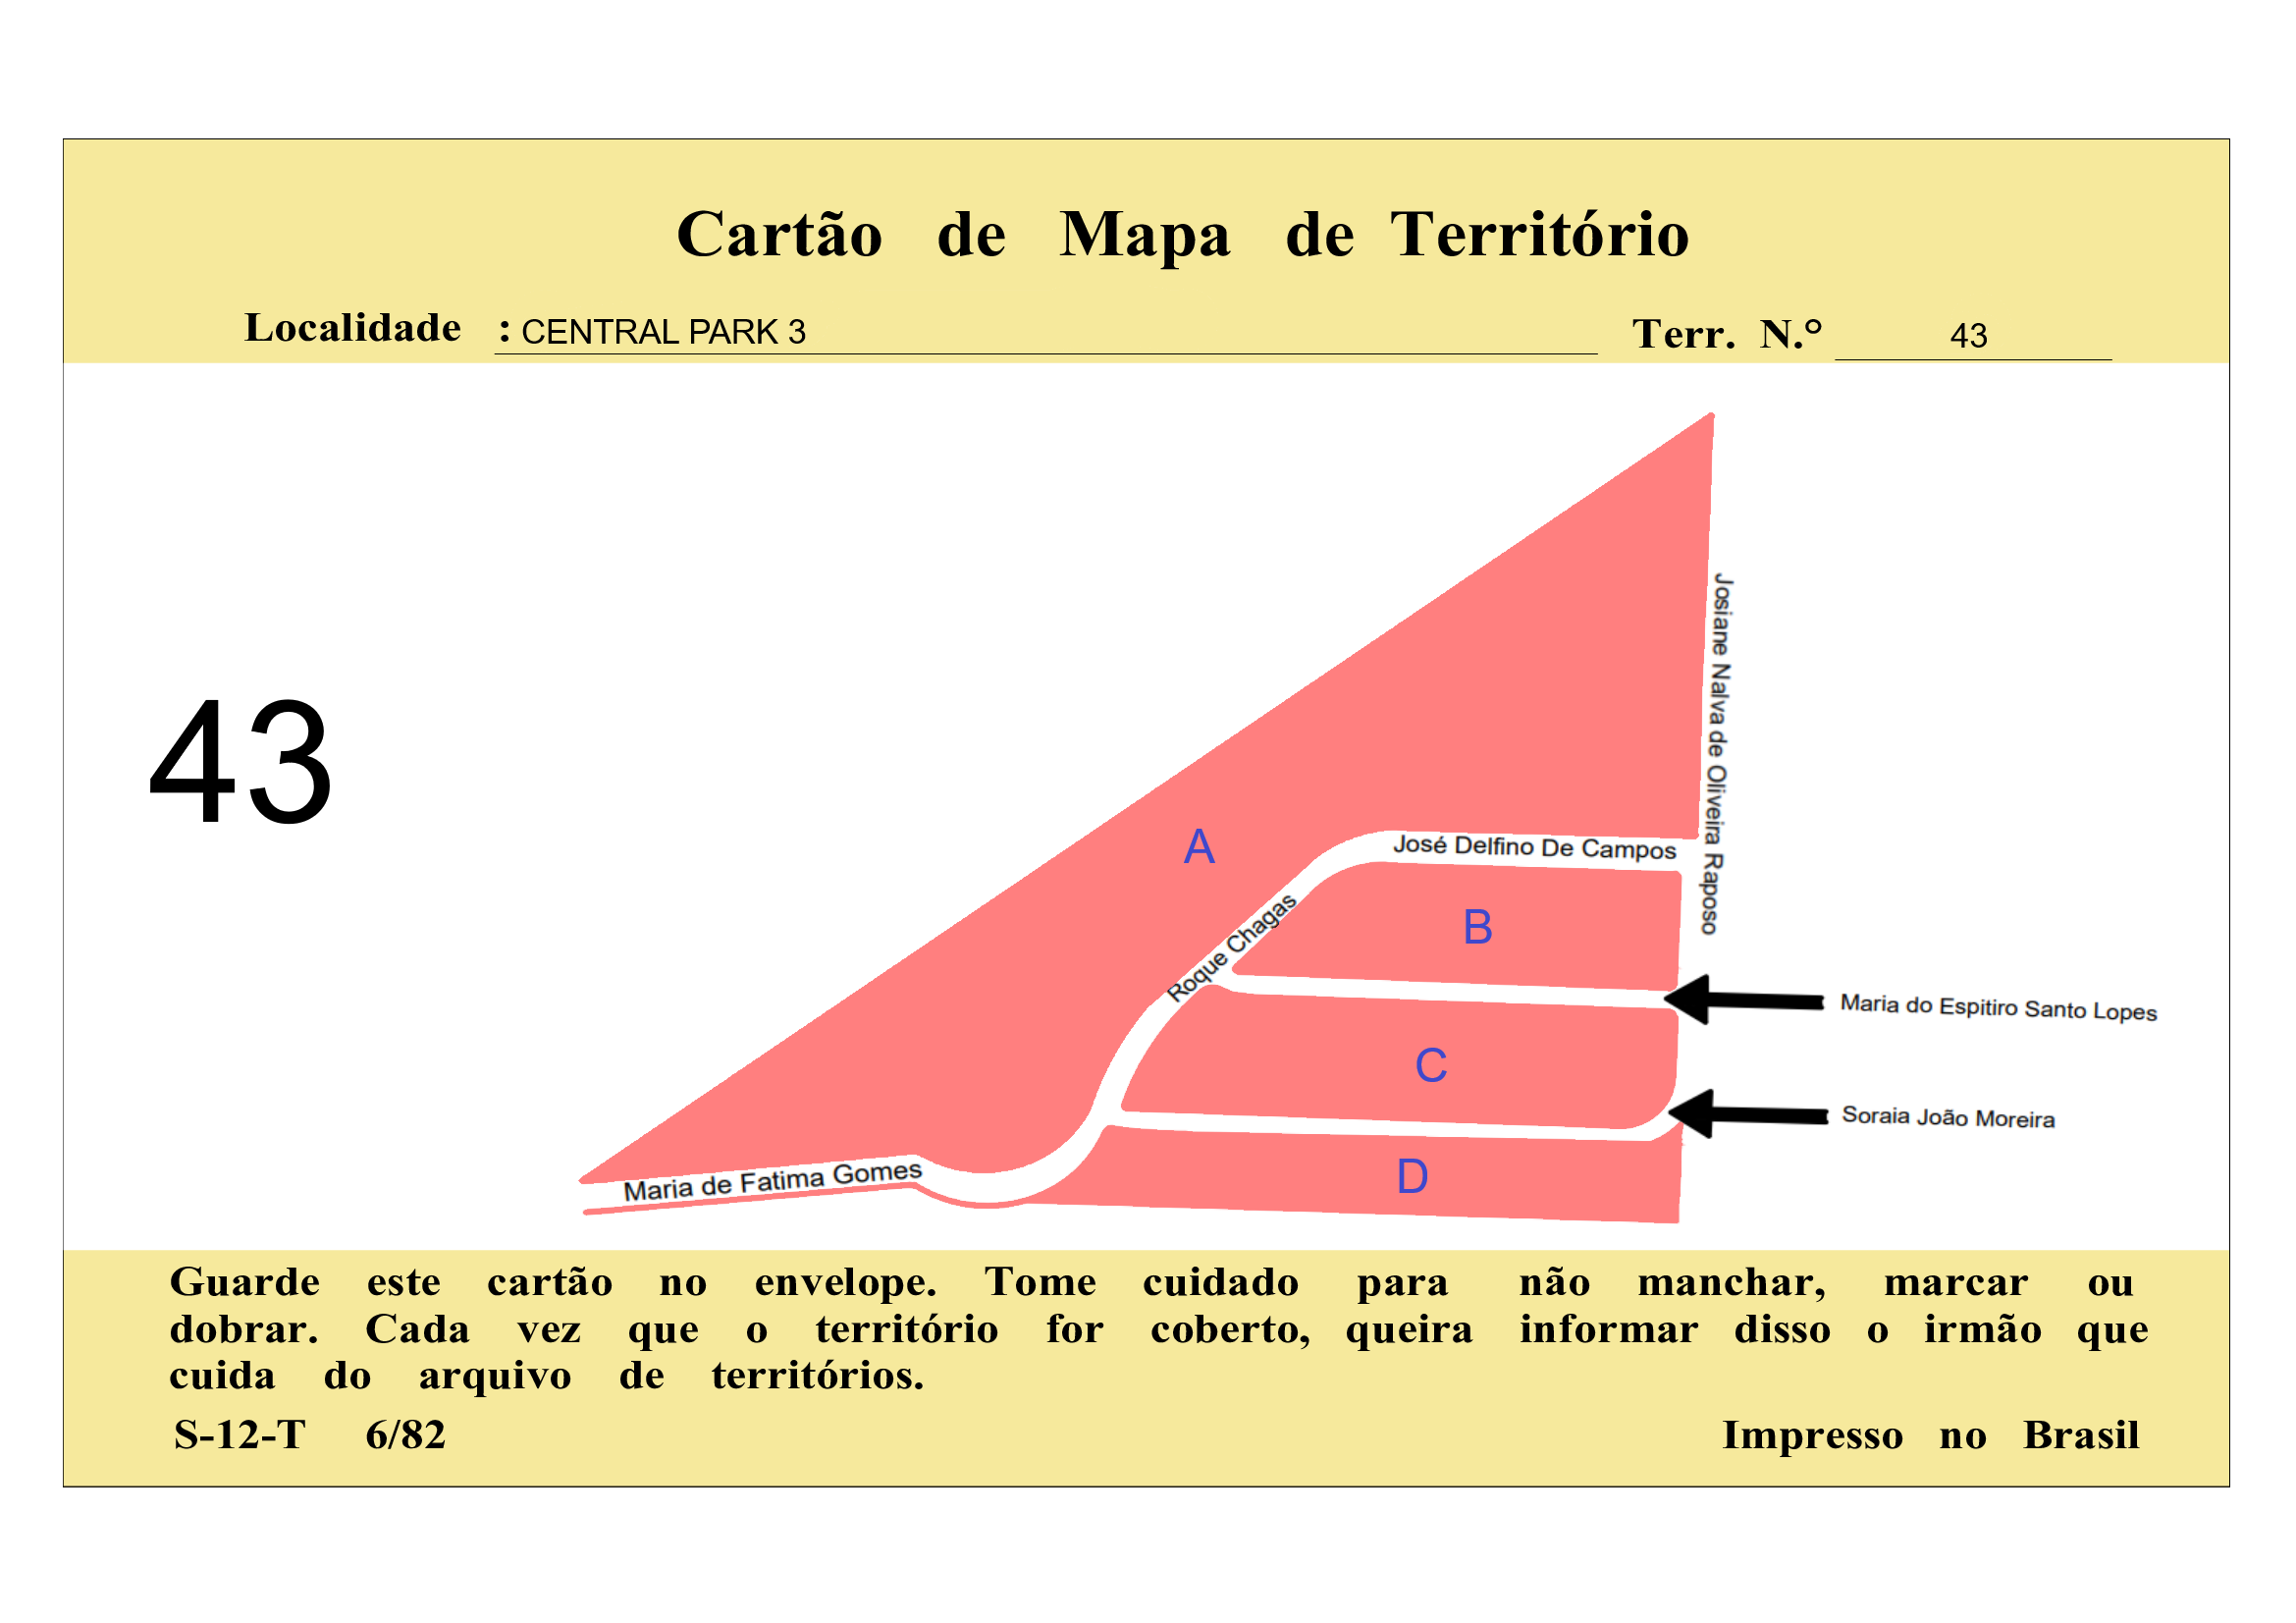 Cartão de Mapa de Território
Localidade : CENTRAL PARK 3
Terr. N.º 43
43
Josiane Nalva de Oliveira Raposo
A
José Delfino De Campos
B
Roque Chagas
Maria do Espitiro Santo Lopes
C
Soraia João Moreira
Maria de Fatima Gomes
D
Guarde este cartão no envelope. Tome cuidado para não manchar, marcar ou
dobrar. Cada vez que o território for coberto, queira informar disso o irmão que
cuida do arquivo de territórios.
S-12-T 6/82
Impresso no Brasil